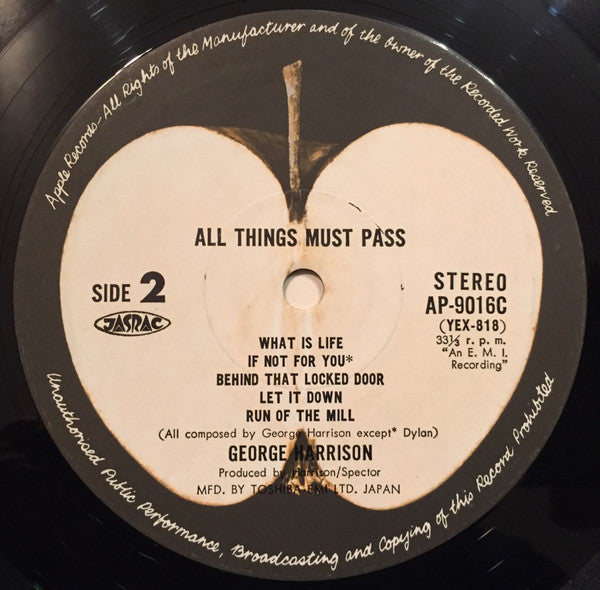 Apple Records-All Rights of the Manufacturer and of the Owner of the Recorded Work Reserved
ALL THINGS MUST PASS
SIDE 2
JASRAC
STEREO
AP-9016C
(YEX-818)
33⅓ r. p. m.
"An E. M. I.
Recording"
WHAT IS LIFE
IF NOT FOR YOU*
BEHIND THAT LOCKED DOOR
LET IT DOWN
RUN OF THE MILL
(All composed by George Harrison except* Dylan)
GEORGE HARRISON
Produced by Harrison/Spector
MFD. BY TOSHIBA-EMI LTD. JAPAN
Unauthorised Public Performance, Broadcasting and Copying of this Record Prohibited